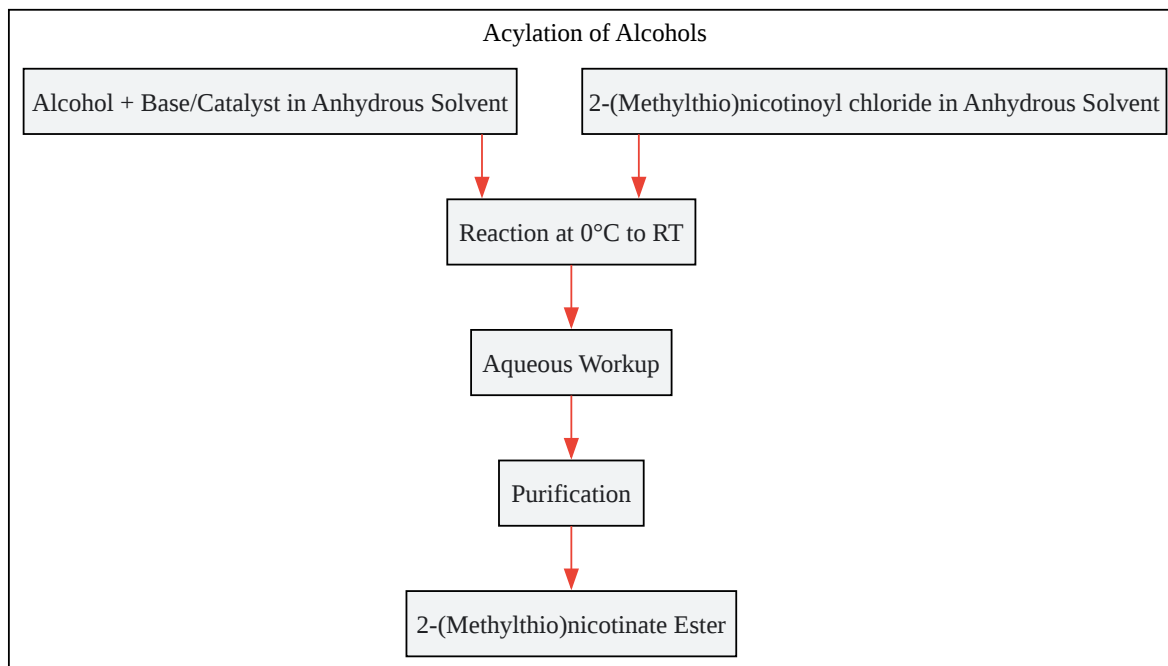 Acylation of Alcohols
Alcohol + Base/Catalyst in Anhydrous Solvent
2-(Methylthio)nicotinoyl chloride in Anhydrous Solvent
Reaction at 0°C to RT
Aqueous Workup
Purification
2-(Methylthio)nicotinate Ester